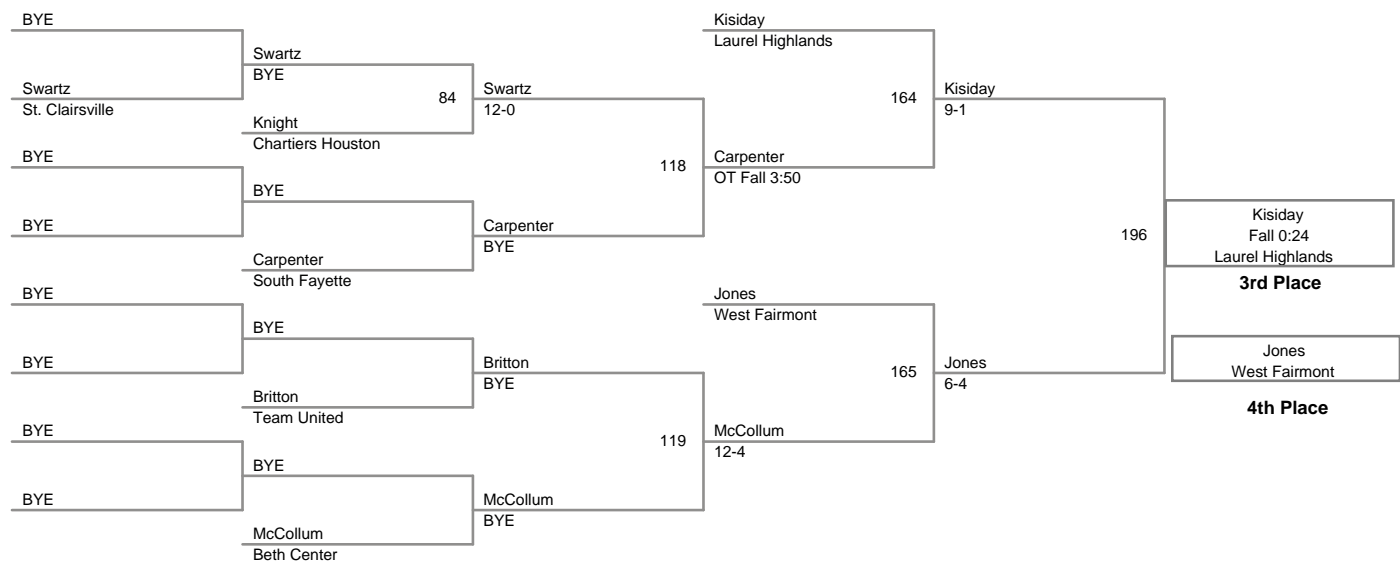 BYE
Swartz
St. Clairsville
BYE
BYE
BYE
BYE
BYE
BYE
Swartz
BYE
84
Knight
Chartiers Houston
BYE
Carpenter
South Fayette
BYE
Britton
Team United
BYE
McCollum
Beth Center
Swartz
12-0
118
Carpenter
BYE
Britton
BYE
119
McCollum
BYE
Kisiday
Laurel Highlands
164
Carpenter
OT Fall 3:50
Jones
West Fairmont
165
McCollum
12-4
Kisiday
9-1
196
Jones
6-4
Kisiday
Fall 0:24
Laurel Highlands
3rd Place
Jones
West Fairmont
4th Place